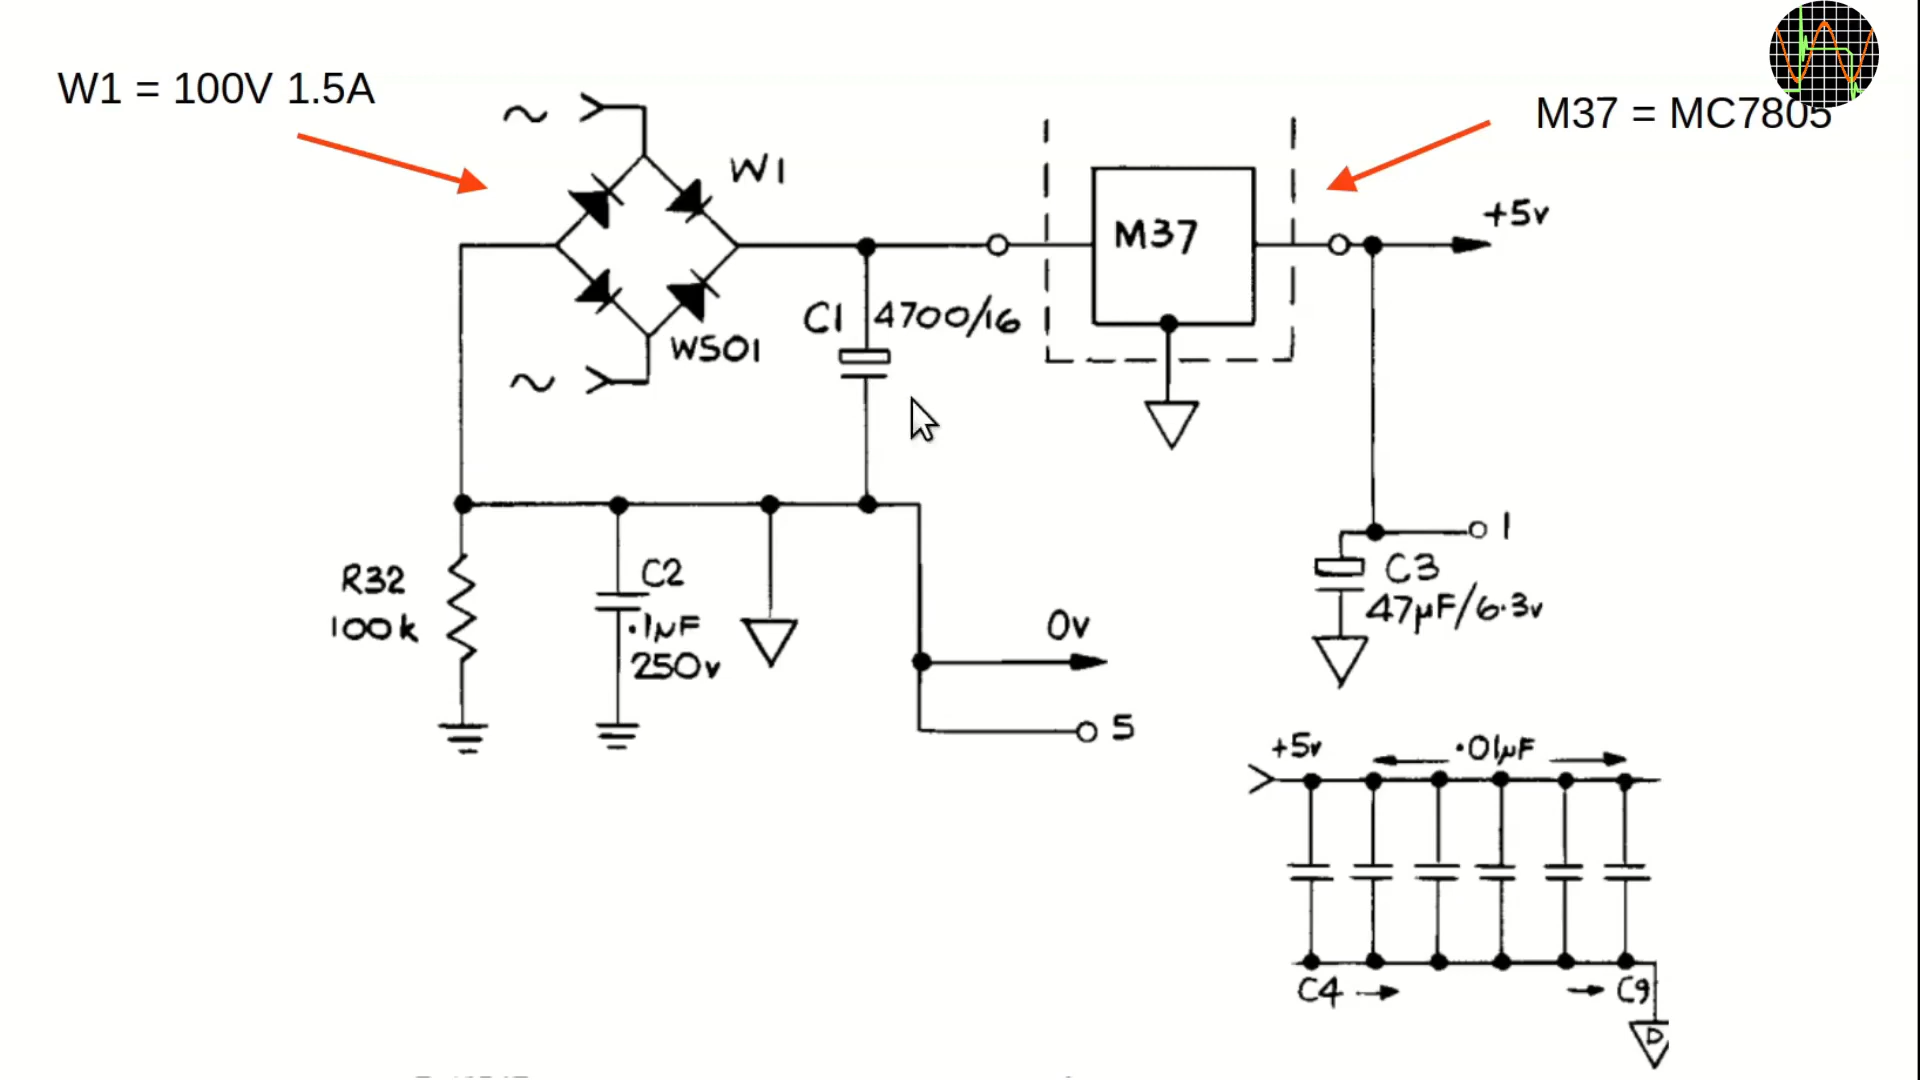 W1 = 100V 1.5A
M37 = MC7805
~
W1
M37
+5v
C1 4700/16
WS01
~
1
C3
47µF/6.3v
R32
100k
C2
.1µF
250v
0v
5
+5v
.01µF
C4
C9
D